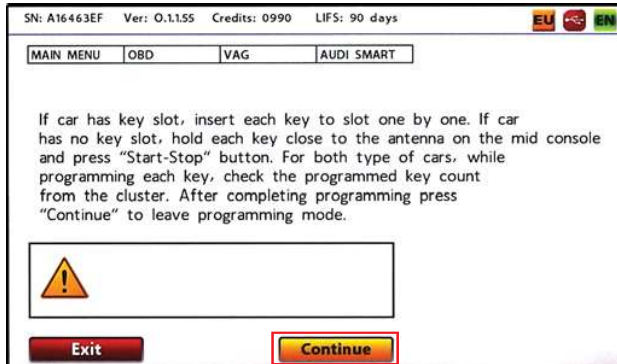 SN: A16463EF Ver: 0.1.1.55 Credits: 0990 LIFS: 90 days EU EN
MAIN MENU OBD VAG AUDI SMART
If car has key slot, insert each key to slot one by one. If car
has no key slot, hold each key close to the antenna on the mid console
and press “Start-Stop” button. For both type of cars, while
programming each key, check the programmed key count
from the cluster. After completing programming press
“Continue” to leave programming mode.
Exit Continue